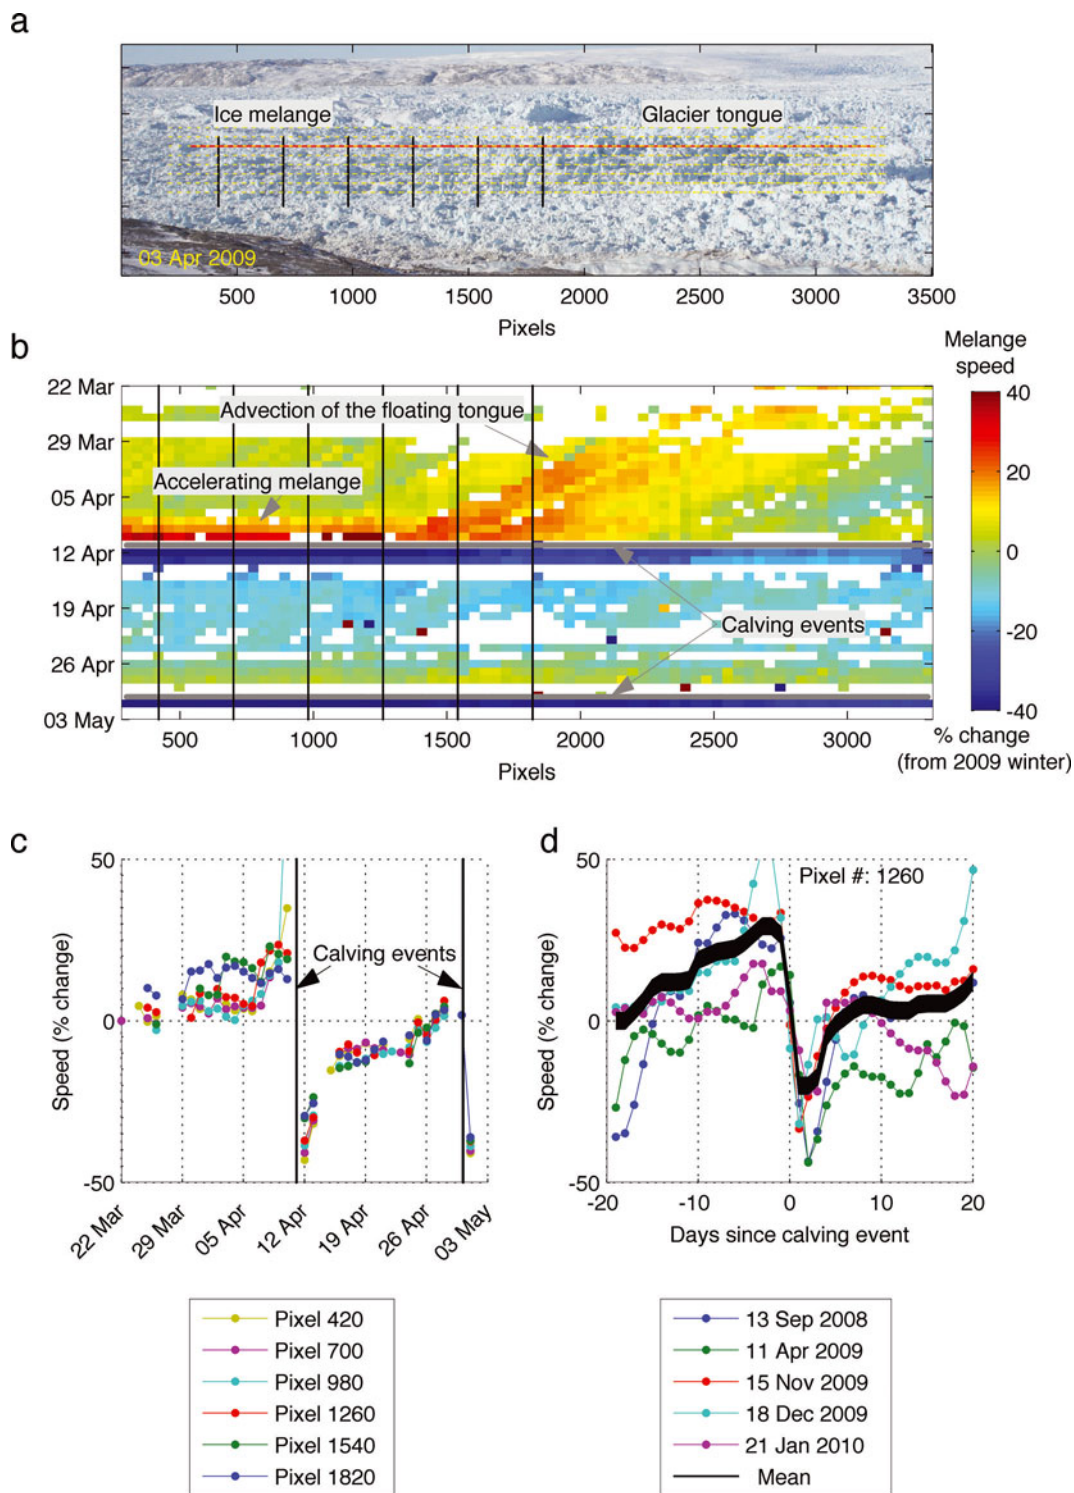 a
Ice melange
Glacier tongue
03 Apr 2009
500 1000 1500 2000 2500 3000 3500
Pixels
b
Melange speed
22 Mar
29 Mar
05 Apr
12 Apr
19 Apr
26 Apr
03 May
Advection of the floating tongue
Accelerating melange
Calving events
500 1000 1500 2000 2500 3000
Pixels
40
20
0
-20
-40
% change
(from 2009 winter)
c
50
0
-50
Speed (% change)
Calving events
22 Mar
29 Mar
05 Apr
12 Apr
19 Apr
26 Apr
03 May
d
50
0
-50
Speed (% change)
Pixel #: 1260
-20 -10 0 10 20
Days since calving event
Pixel 420
Pixel 700
Pixel 980
Pixel 1260
Pixel 1540
Pixel 1820
13 Sep 2008
11 Apr 2009
15 Nov 2009
18 Dec 2009
21 Jan 2010
Mean